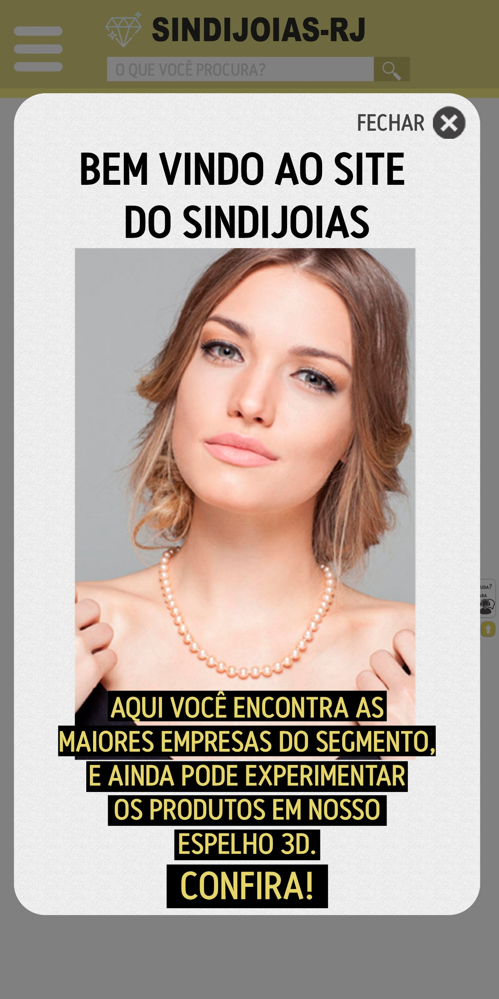 SINDIJOIAS-RJ
O QUE VOCÊ PROCURA?
FECHAR
BEM VINDO AO SITE
DO SINDIJOIAS
UDA?
ARA
AQUI VOCÊ ENCONTRA AS
MAIORES EMPRESAS DO SEGMENTO,
E AINDA PODE EXPERIMENTAR
OS PRODUTOS EM NOSSO
ESPELHO 3D.
CONFIRA!